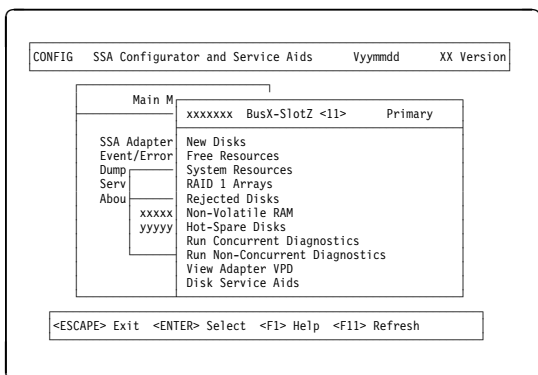 CONFIG SSA Configurator and Service Aids Vyymmdd XX Version
Main M
xxxxxxx BusX-SlotZ <11> Primary
SSA Adapter
Event/Error
Dump
Serv
Abou
xxxxx
yyyyy
New Disks
Free Resources
System Resources
RAID 1 Arrays
Rejected Disks
Non-Volatile RAM
Hot-Spare Disks
Run Concurrent Diagnostics
Run Non-Concurrent Diagnostics
View Adapter VPD
Disk Service Aids
<ESCAPE> Exit <ENTER> Select <F1> Help <F11> Refresh